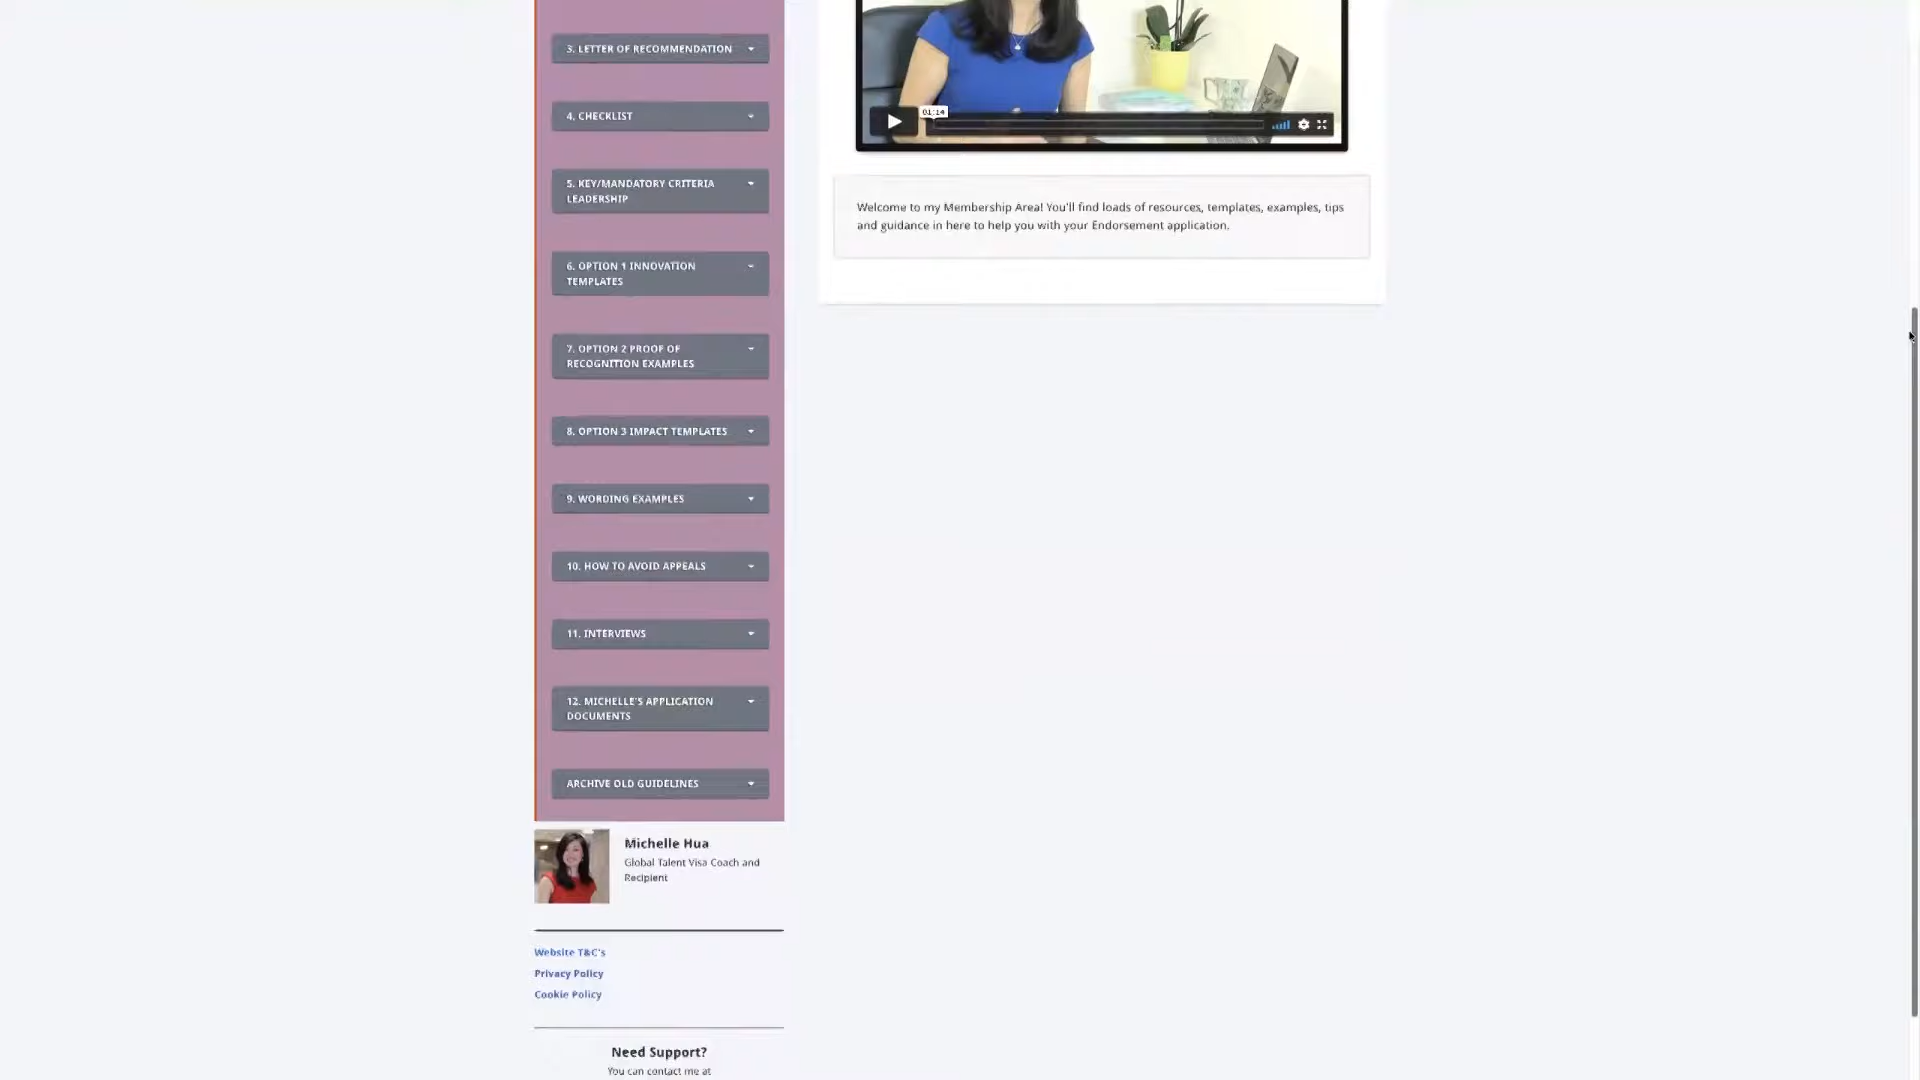 3. LETTER OF RECOMMENDATION
4. CHECKLIST
5. KEY/MANDATORY CRITERIA
LEADERSHIP
6. OPTION 1 INNOVATION
TEMPLATES
7. OPTION 2 PROOF OF
RECOGNITION EXAMPLES
8. OPTION 3 IMPACT TEMPLATES
9. WORDING EXAMPLES
10. HOW TO AVOID APPEALS
11. INTERVIEWS
12. MICHELLE'S APPLICATION
DOCUMENTS
ARCHIVE OLD GUIDELINES
Michelle Hua
Global Talent Visa Coach and
Recipient
Website T&C's
Privacy Policy
Cookie Policy
Need Support?
You can contact me at
01:14
Welcome to my Membership Area! You'll find loads of resources, templates, examples, tips
and guidance in here to help you with your Endorsement application.